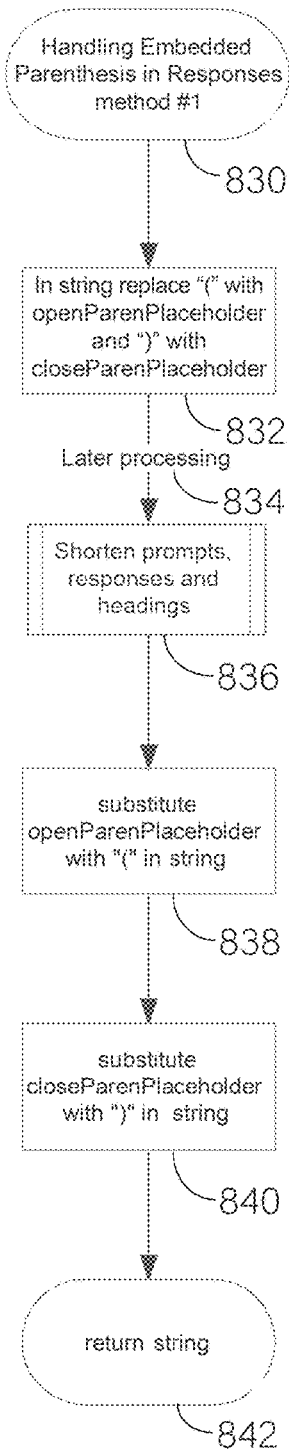 Handling Embedded
Parenthesis in Responses
method #1
830
In string replace "(" with
openParenPlaceholder
and ")" with
closeParenPlaceholder
832
Later processing
834
Shorten prompts,
responses and
headings
836
substitute
openParenPlaceholder
with "(" in string
838
substitute
closeParenPlaceholder
with ")" in string
840
return string
842